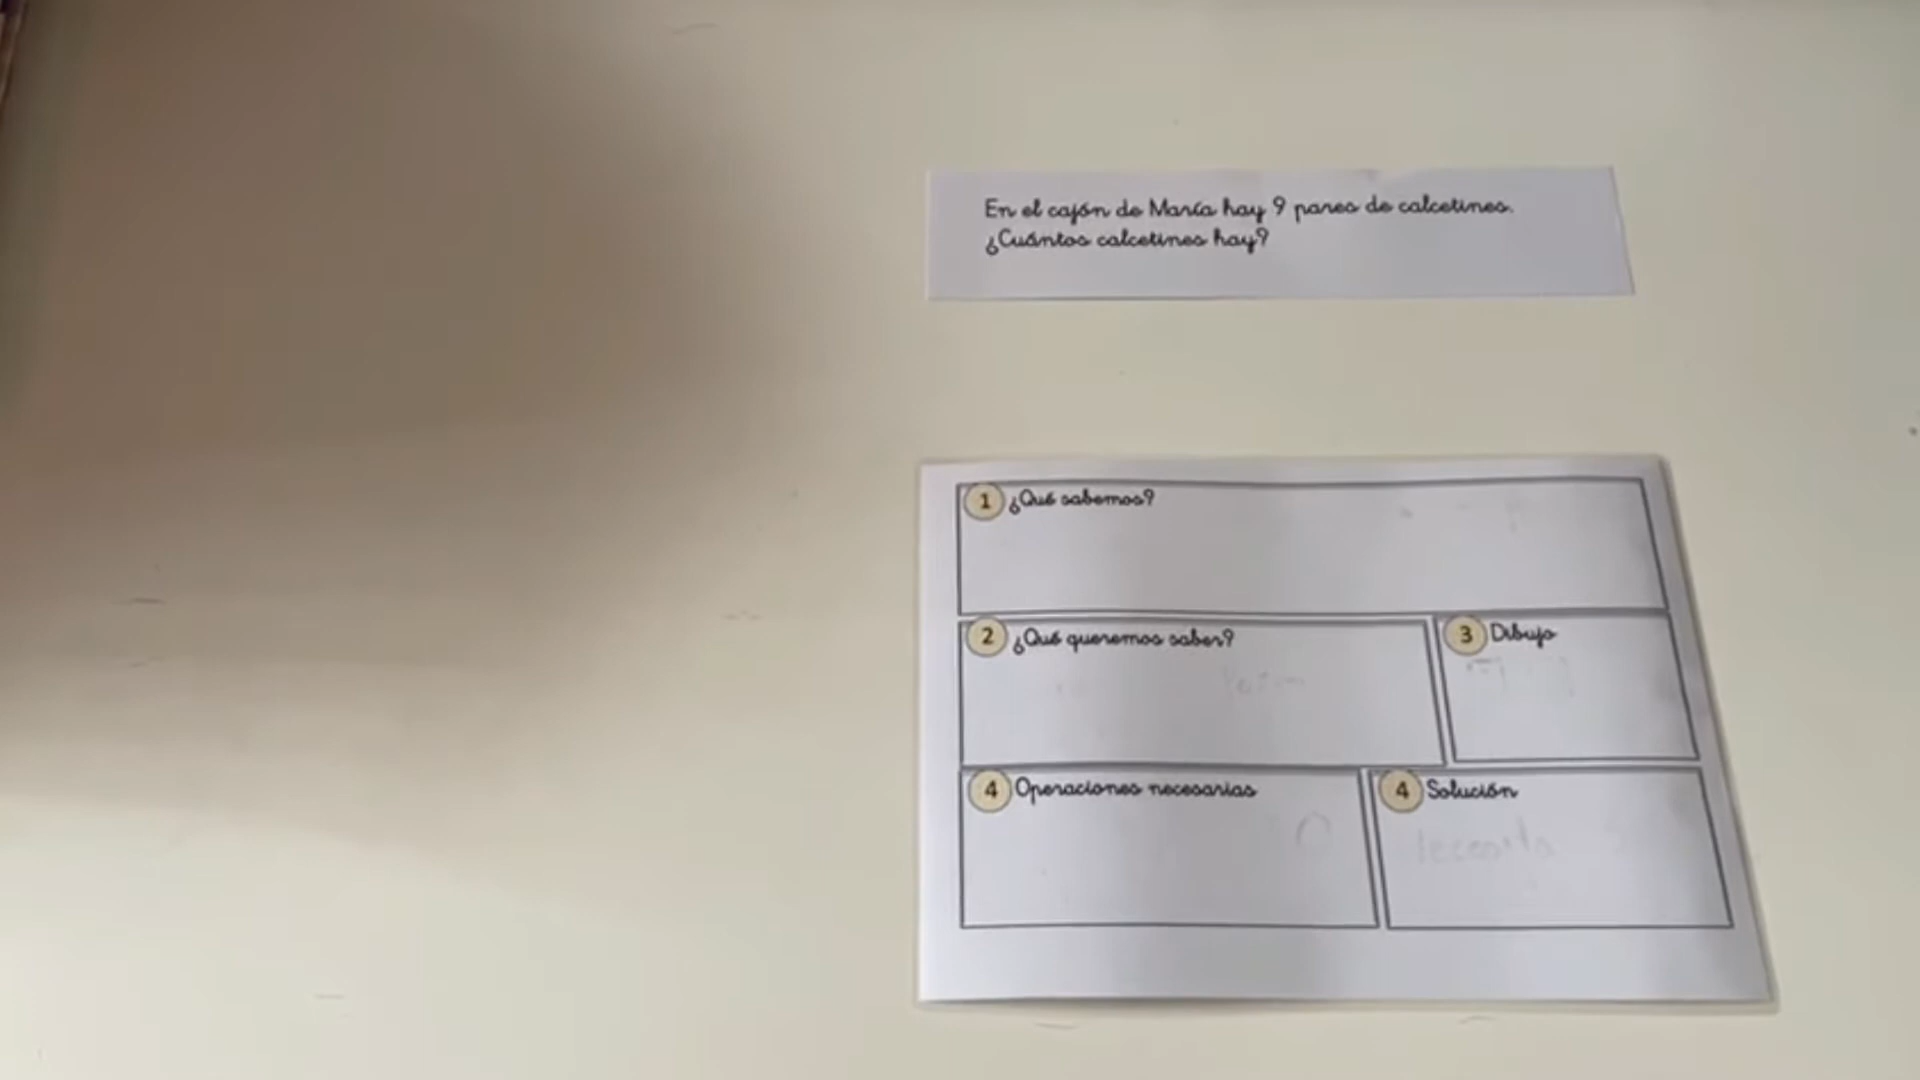 En el cajón de María hay 9 pares de calcetines.
¿Cuántos calcetines hay?
1 ¿Qué sabemos?
2 ¿Qué queremos saber?
3 Dibujo
4 Operaciones necesarias
4 Solución